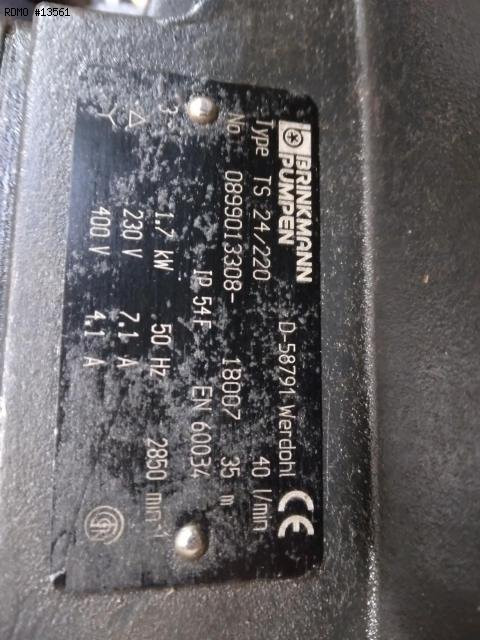 RDMO #13561
BRINKMANN
PUMPEN
D-58791 Werdohl
CE
Type TS 24/220 40 l/min
No. 0899013308- 18007 35 m
IP 54F EN 60034
3 1.7 kW 50 Hz 2850 min-1
Δ 230 V 7.1 A
Y 400 V 4.1 A